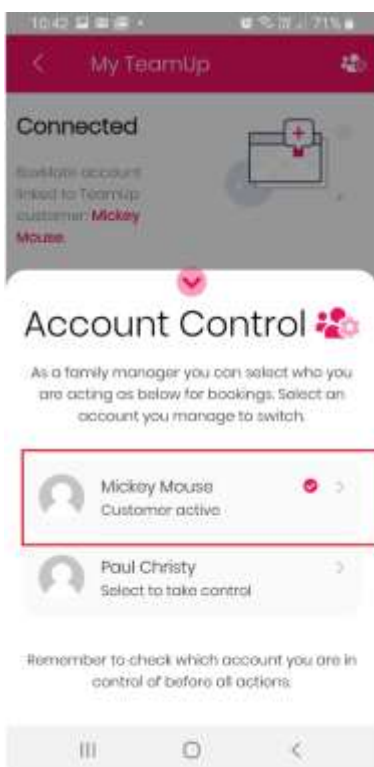 10:42 71%
My TeamUp
Connected
account
linked to TeamUp
customer: Mickey
Mouse.
Account Control
As a family manager you can select who you
are acting as below for bookings. Select an
account you manage to switch.
Mickey Mouse
Customer active
Paul Christy
Select to take control
Remember to check which account you are in
control of before all actions.